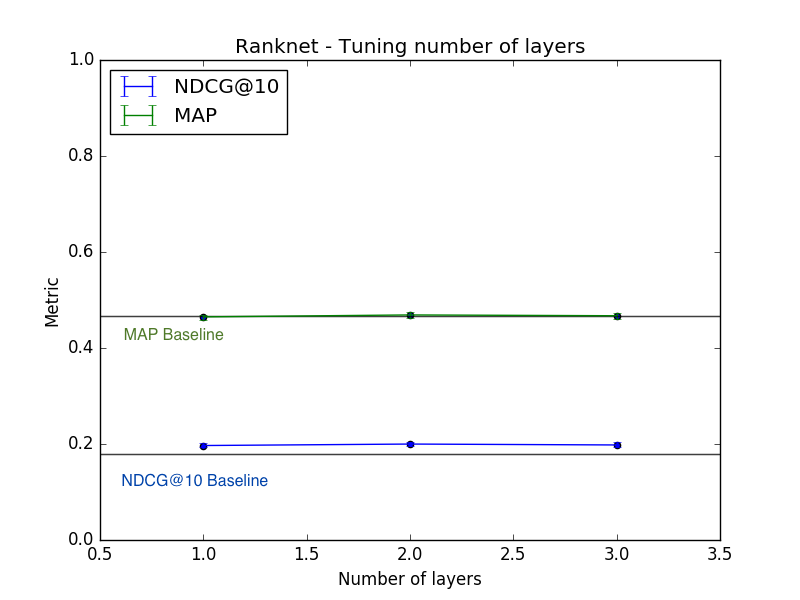 Ranknet - Tuning number of layers
1.0
NDCG@10
MAP
0.8
0.6
Metric
MAP Baseline
0.4
0.2
NDCG@10 Baseline
0.0
0.5 1.0 1.5 2.0 2.5 3.0 3.5
Number of layers